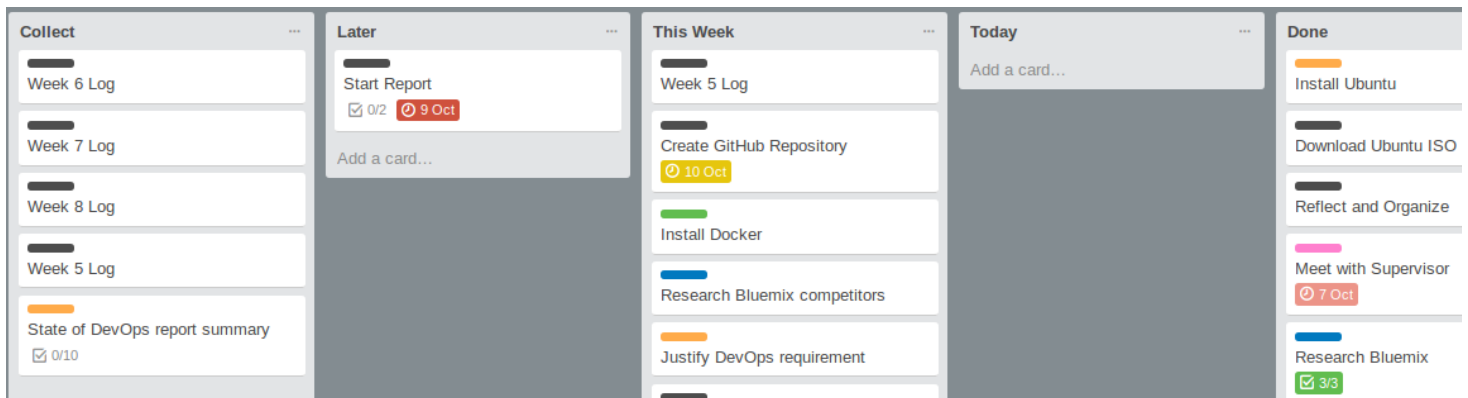 Collect
Week 6 Log
Week 7 Log
Week 8 Log
Week 5 Log
State of DevOps report summary
0/10
Later
Start Report
0/2 9 Oct
Add a card...
This Week
Week 5 Log
Create GitHub Repository
10 Oct
Install Docker
Research Bluemix competitors
Justify DevOps requirement
Today
Add a card...
Done
Install Ubuntu
Download Ubuntu ISO
Reflect and Organize
Meet with Supervisor
7 Oct
Research Bluemix
3/3